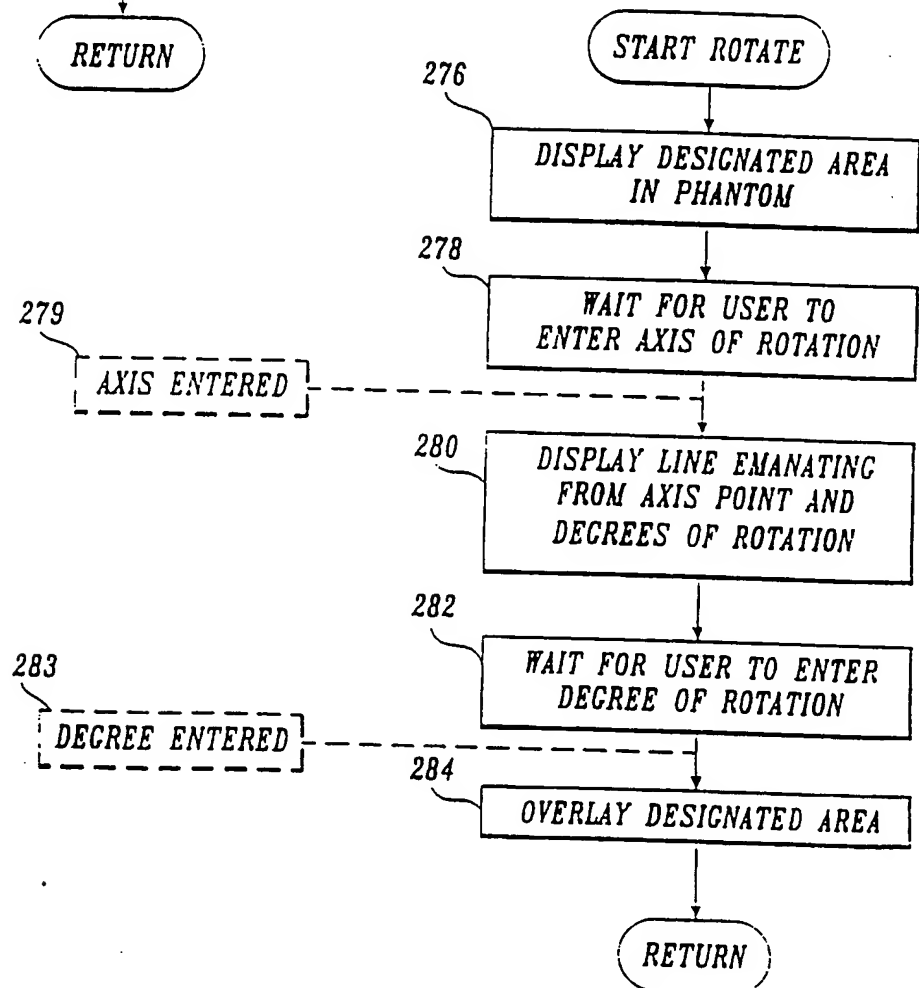 RETURN
START ROTATE
276
DISPLAY DESIGNATED AREA
IN PHANTOM
278
WAIT FOR USER TO
ENTER AXIS OF ROTATION
279
AXIS ENTERED
280
DISPLAY LINE EMANATING
FROM AXIS POINT AND
DEGREES OF ROTATION
282
WAIT FOR USER TO ENTER
DEGREE OF ROTATION
283
DEGREE ENTERED
284
OVERLAY DESIGNATED AREA
RETURN